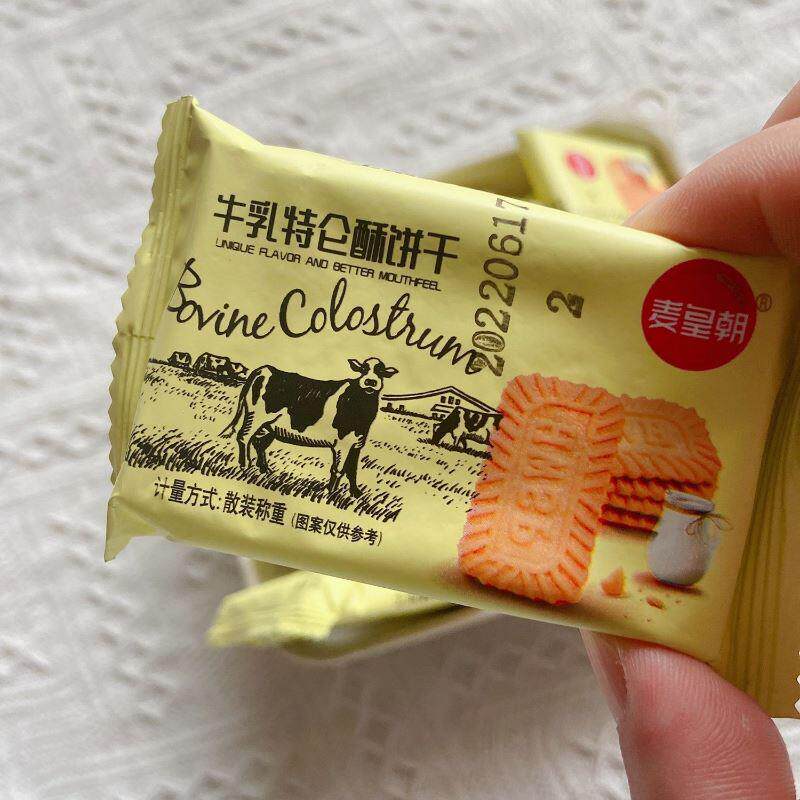 牛乳特仑酥饼干
UNIQUE FLAVOR AND BETTER MOUTHFEEL
Bovine Colostrum
20220617
2
麦皇朝
®
计量方式:散装称重 (图案仅供参考)